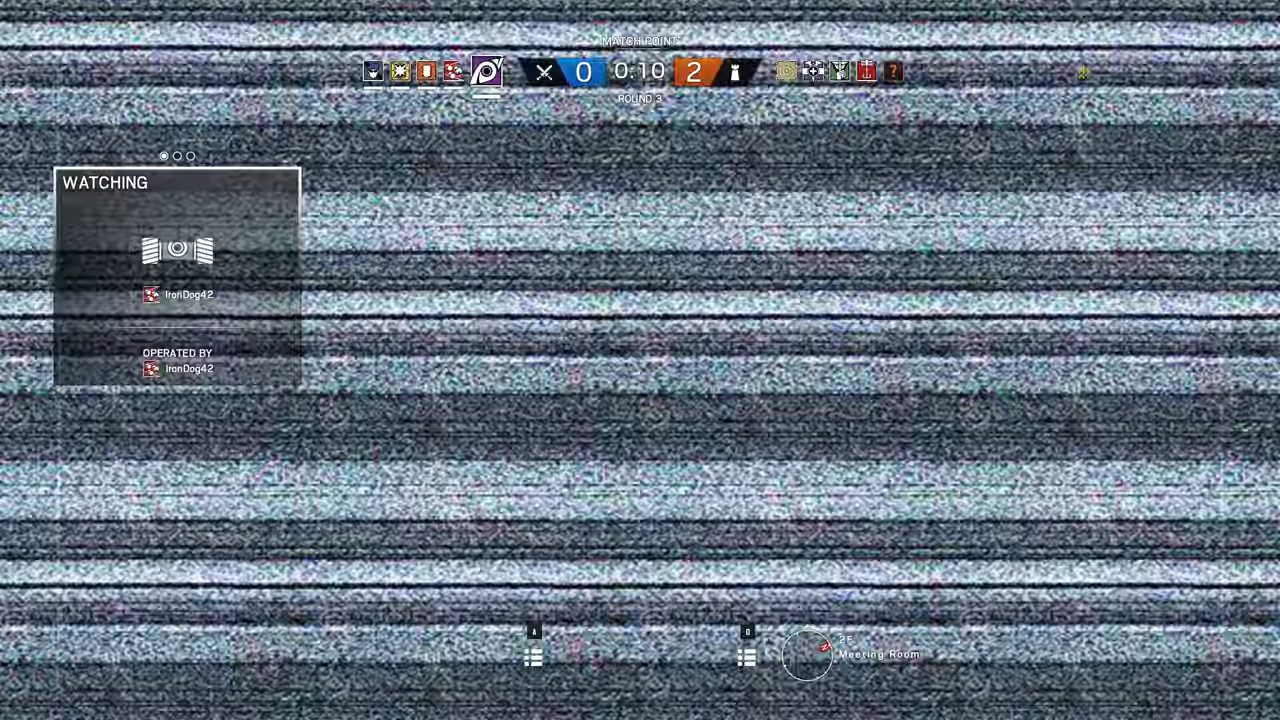 MATCH POINT
0 0:10 2 ?
ROUND 3
WATCHING
IronDog42
OPERATED BY
IronDog42
A D
2F
Meeting Room